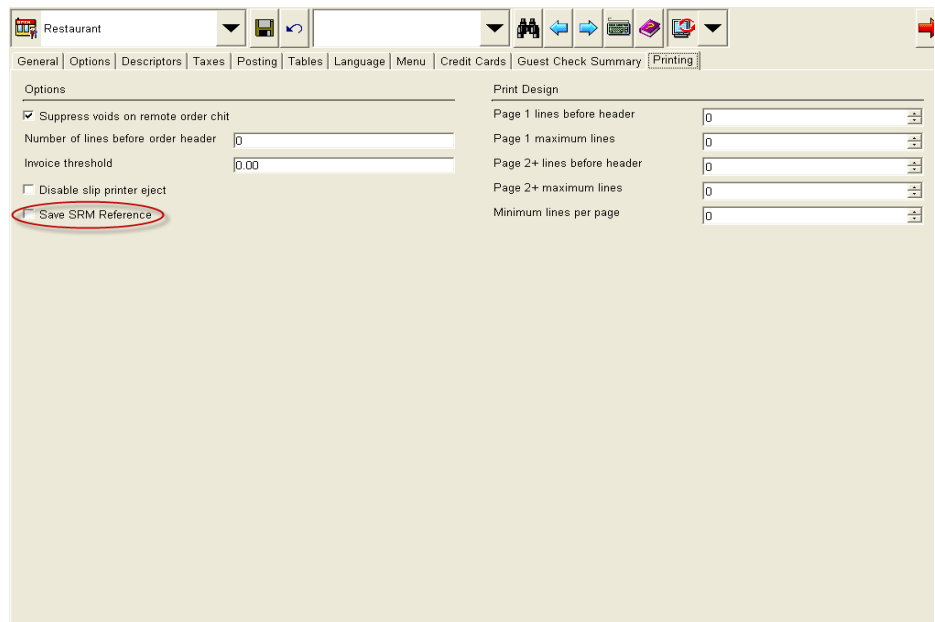 Restaurant
General Options Descriptors Taxes Posting Tables Language Menu Credit Cards Guest Check Summary Printing
Options
Suppress voids on remote order chit
Number of lines before order header 0
Invoice threshold 0.00
Disable slip printer eject
Save SRM Reference
Print Design
Page 1 lines before header 0
Page 1 maximum lines 0
Page 2+ lines before header 0
Page 2+ maximum lines 0
Minimum lines per page 0